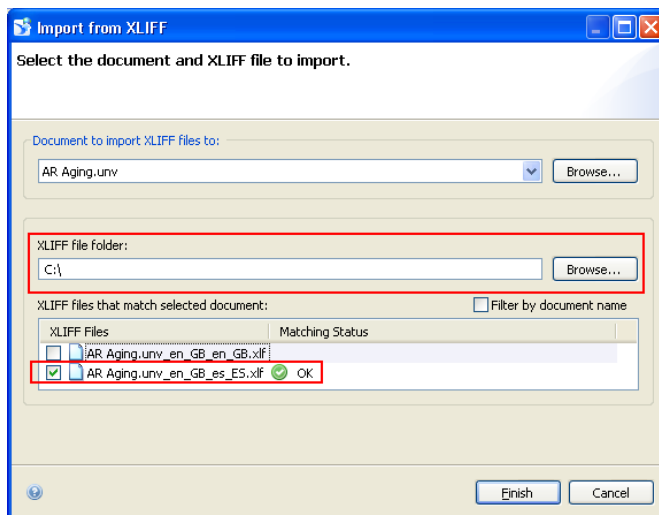 Import from XLIFF
Select the document and XLIFF file to import.
Document to import XLIFF files to:
AR Aging.unv
Browse...
XLIFF file folder:
C:\
Browse...
XLIFF files that match selected document:
Filter by document name
XLIFF Files Matching Status
AR Aging.unv_en_GB_en_GB.xlf
AR Aging.unv_en_GB_es_ES.xlf OK
?
Finish Cancel